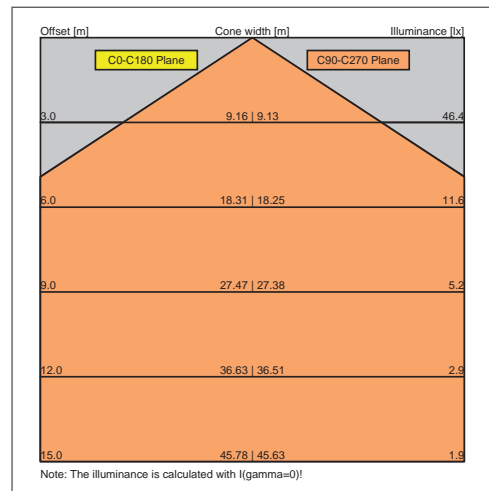 Offset [m] Cone width [m] Illuminance [lx]
C0-C180 Plane C90-C270 Plane
3.0 9.16 | 9.13 46.4
6.0 18.31 | 18.25 11.6
9.0 27.47 | 27.38 5.2
12.0 36.63 | 36.51 2.9
15.0 45.78 | 45.63 1.9
Note: The illuminance is calculated with I(gamma=0)!